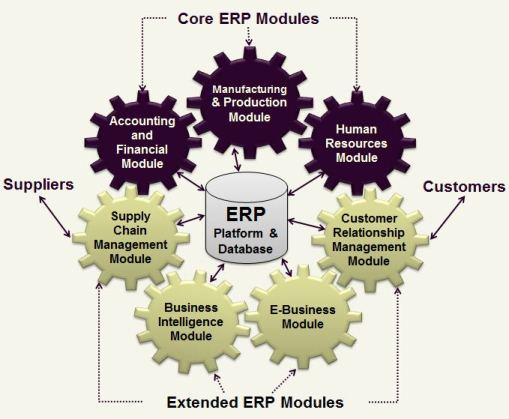 Core ERP Modules
Manufacturing
& Production
Module
Accounting
and
Financial
Module
Human
Resources
Module
Suppliers
Customers
ERP
Platform &
Database
Supply
Chain
Management
Module
Customer
Relationship
Management
Module
Business
Intelligence
Module
E-Business
Module
Extended ERP Modules